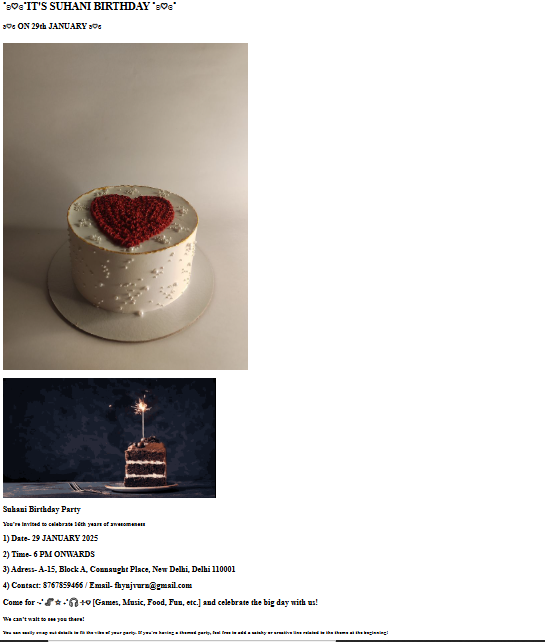 ˚ʚ♡ɞ˚IT'S SUHANI BIRTHDAY ˚ʚ♡ɞ˚
ʚ♡ɞ ON 29th JANUARY ʚ♡ɞ
Suhani Birthday Party
You're invited to celebrate 16th years of awesomeness
1) Date- 29 JANUARY 2025
2) Time- 6 PM ONWARDS
3) Adress- A-15, Block A, Connaught Place, New Delhi, Delhi 110001
4) Contact: 8767859466 / Email- fhynjvurn@gmail.com
Come for [Games, Music, Food, Fun, etc.] and celebrate the big day with us!
We can't wait to see you there!
You can easily swap out details to fit the vibe of your party. If you're having a themed party, feel free to add a catchy or creative line related to the theme at the beginning!